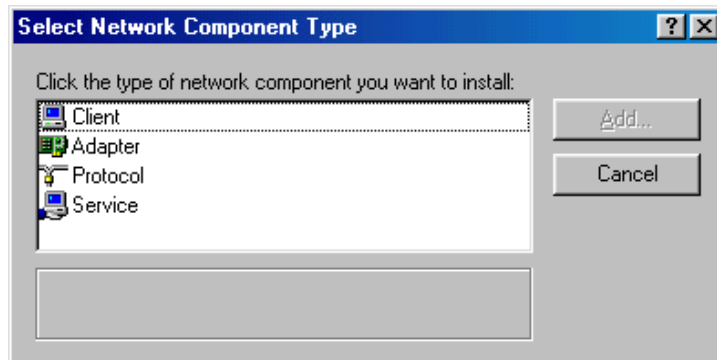 Select Network Component Type
Click the type of network component you want to install:
Client
Add...
Adapter
Protocol
Cancel
Service